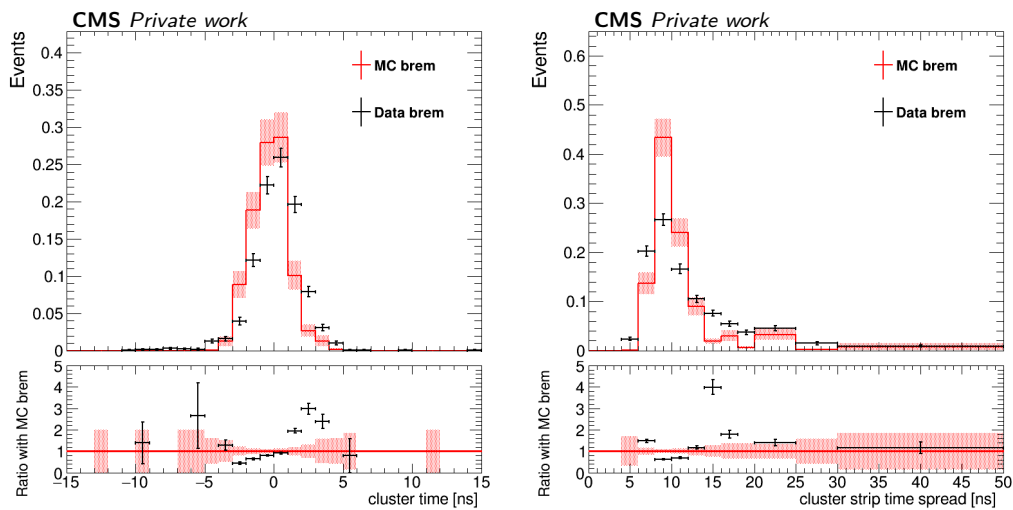 CMS Private work
Events
0.4
0.35
0.3
0.25
0.2
0.15
0.1
0.05
0
MC brem
Data brem
Ratio with MC brem
5
4
3
2
1
0
−15 −10 −5 0 5 10 15
cluster time [ns]
CMS Private work
Events
0.6
0.5
0.4
0.3
0.2
0.1
0
MC brem
Data brem
Ratio with MC brem
5
4
3
2
1
0
0 5 10 15 20 25 30 35 40 45 50
cluster strip time spread [ns]